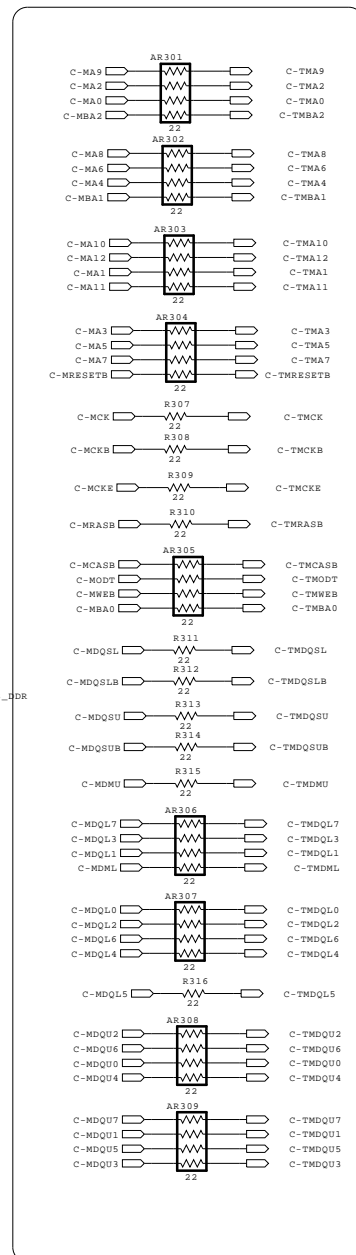 AR301
C-MA9 C-TMA9
C-MA2 C-TMA2
C-MA0 C-TMA0
C-MBA2 C-TMBA2
22
AR302
C-MA8 C-TMA8
C-MA6 C-TMA6
C-MA4 C-TMA4
C-MBA1 C-TMBA1
22
AR303
C-MA10 C-TMA10
C-MA12 C-TMA12
C-MA1 C-TMA1
C-MA11 C-TMA11
22
AR304
C-MA3 C-TMA3
C-MA5 C-TMA5
C-MA7 C-TMA7
C-MRESETB C-TMRESETB
22
R307
C-MCK C-TMCK
22
R308
C-MCKB C-TMCKB
22
R309
C-MCKE C-TMCKE
22
R310
C-MRASB C-TMRASB
22
AR305
C-MCASB C-TMCASB
C-MODT C-TMODT
C-MWEB C-TMWEB
C-MBA0 C-TMBA0
22
R311
C-MDQSL C-TMDQSL
22
R312
C-MDQSLB C-TMDQSLB
22
_DDR
R313
C-MDQSU C-TMDQSU
22
R314
C-MDQSUB C-TMDQSUB
22
R315
C-MDMU C-TMDMU
22
AR306
C-MDQL7 C-TMDQL7
C-MDQL3 C-TMDQL3
C-MDQL1 C-TMDQL1
C-MDML C-TMDML
22
AR307
C-MDQL0 C-TMDQL0
C-MDQL2 C-TMDQL2
C-MDQL6 C-TMDQL6
C-MDQL4 C-TMDQL4
22
R316
C-MDQL5 C-TMDQL5
22
AR308
C-MDQU2 C-TMDQU2
C-MDQU6 C-TMDQU6
C-MDQU0 C-TMDQU0
C-MDQU4 C-TMDQU4
22
AR309
C-MDQU7 C-TMDQU7
C-MDQU1 C-TMDQU1
C-MDQU5 C-TMDQU5
C-MDQU3 C-TMDQU3
22